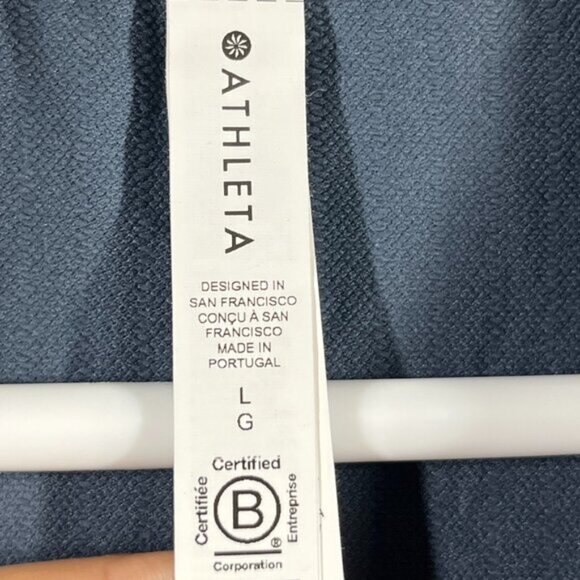 ATHLETA
DESIGNED IN
SAN FRANCISCO
CONÇU À SAN
FRANCISCO
MADE IN
PORTUGAL
L
G
Certified
Certifiée
B
®
Entreprise
Corporation